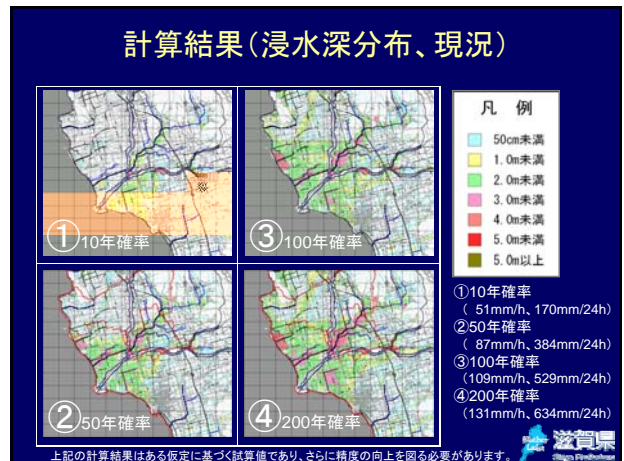 計算結果(浸水深分布、現況)
①10年確率
③100年確率
②50年確率
④200年確率
凡 例
50cm未満
1.0m未満
2.0m未満
3.0m未満
4.0m未満
5.0m未満
5.0m以上
①10年確率
( 51mm/h、170mm/24h)
②50年確率
( 87mm/h、384mm/24h)
③100年確率
(109mm/h、529mm/24h)
④200年確率
(131mm/h、634mm/24h)
上記の計算結果はある仮定に基づく試算値であり、さらに精度の向上を図る必要があります。
Mother Lake
滋賀県
Shiga Prefecture